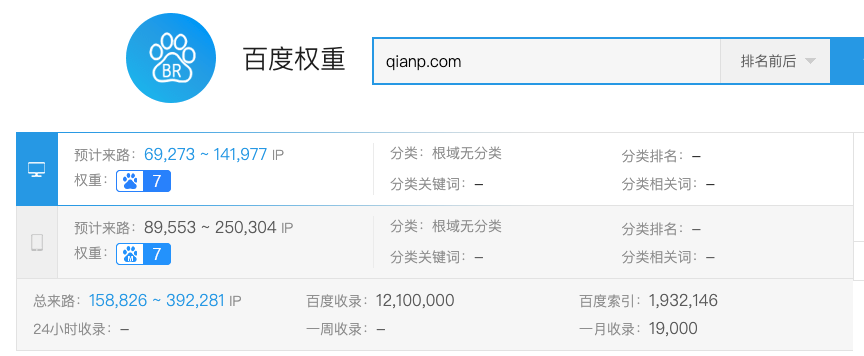 BR 百度权重 qianp.com 排名前后
预计来路： 69,273 ~ 141,977 IP 分类： 根域无分类 分类排名： –
权重： 7 分类关键词： – 分类相关词： –
预计来路： 89,553 ~ 250,304 IP 分类： 根域无分类 分类排名： –
权重： M 7 分类关键词： – 分类相关词： –
总来路： 158,826 ~ 392,281 IP 百度收录： 12,100,000 百度索引： 1,932,146
24小时收录： – 一周收录： – 一月收录： 19,000